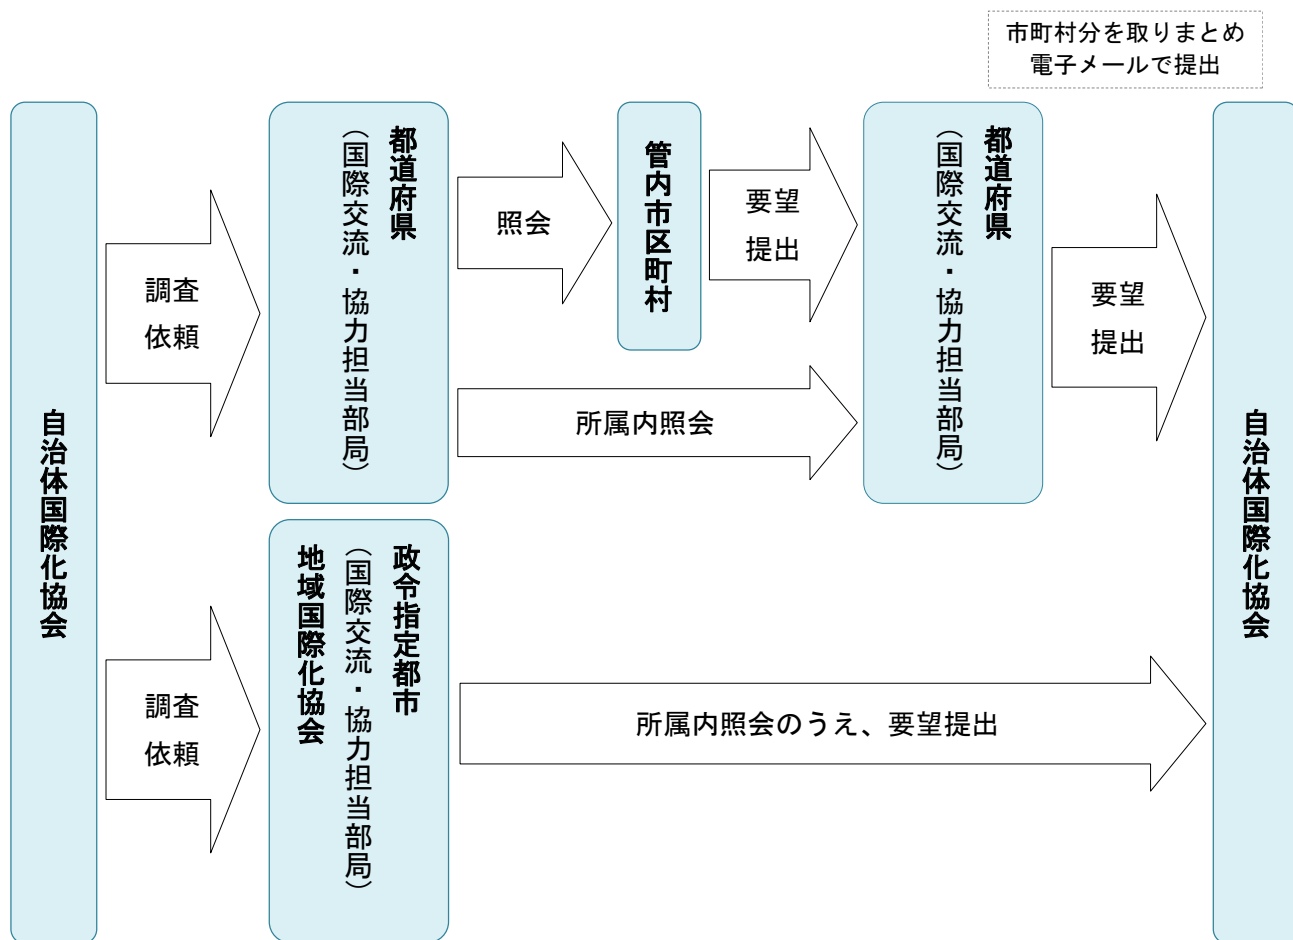 市町村分を取りまとめ
電子メールで提出
自治体国際化協会
調査
依頼
都道府県
（国際交流・協力担当部局）
照会
管内市区町村
要望
提出
所属内照会
都道府県
（国際交流・協力担当部局）
要望
提出
自治体国際化協会
調査
依頼
政令指定都市
（国際交流・協力担当部局）
地域国際化協会
所属内照会のうえ、要望提出